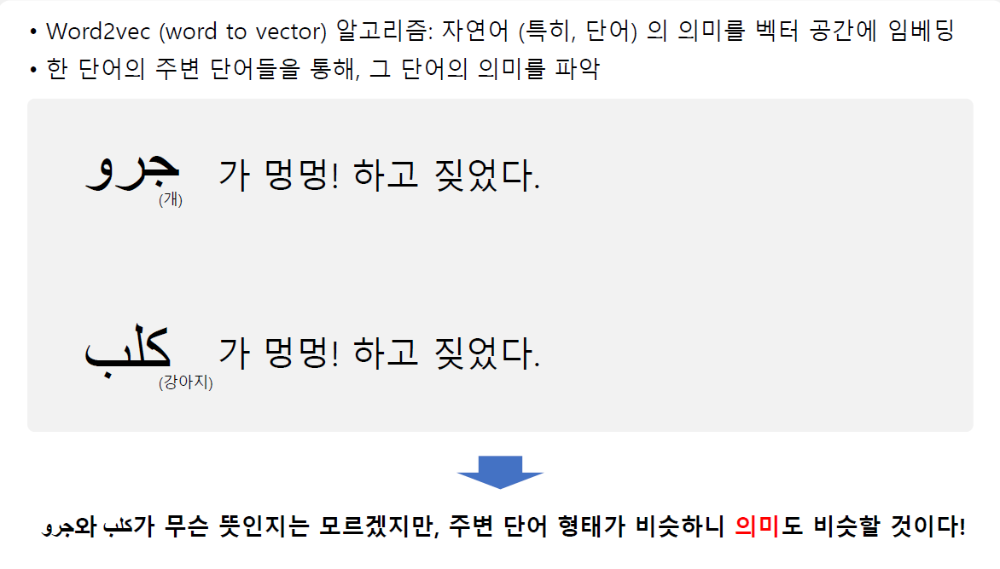 • Word2vec (word to vector) 알고리즘: 자연어 (특히, 단어) 의 의미를 벡터 공간에 임베딩
• 한 단어의 주변 단어들을 통해, 그 단어의 의미를 파악
جرو 가 멍멍! 하고 짖었다.
(개)
كلب 가 멍멍! 하고 짖었다.
(강아지)
جرو와 كلب가 무슨 뜻인지는 모르겠지만, 주변 단어 형태가 비슷하니 의미도 비슷할 것이다!